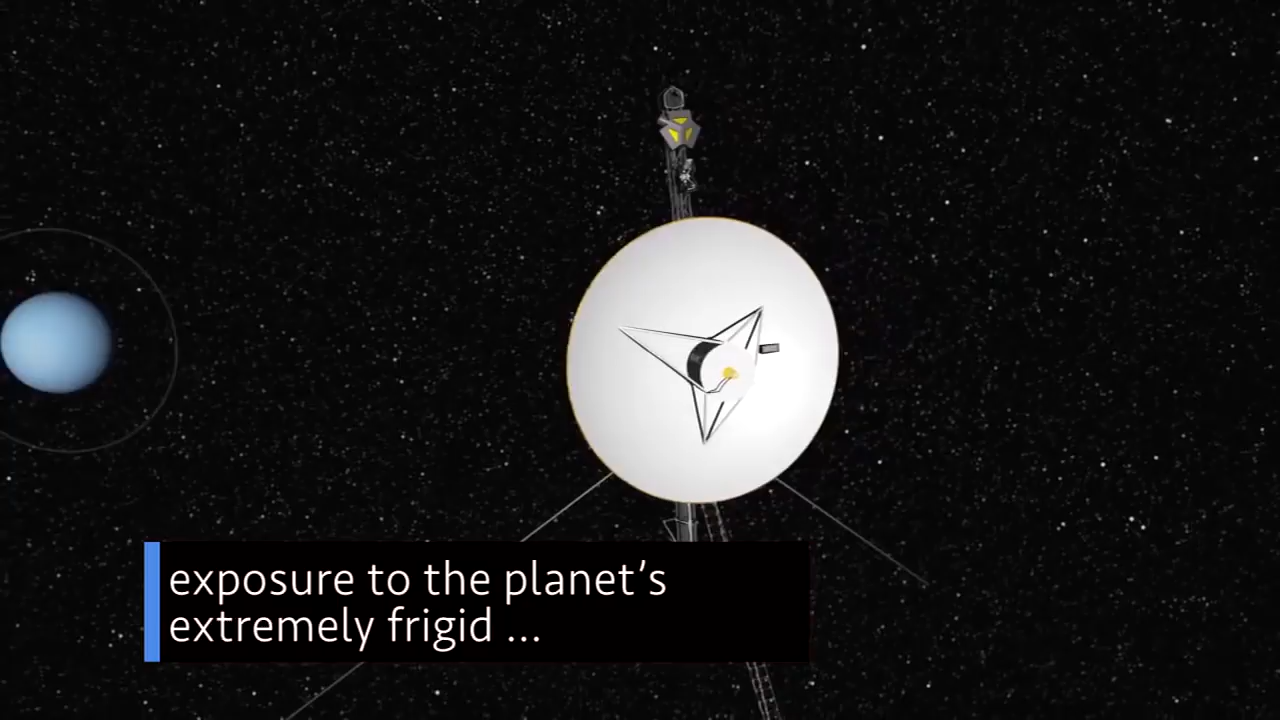 exposure to the planet’s
extremely frigid ...